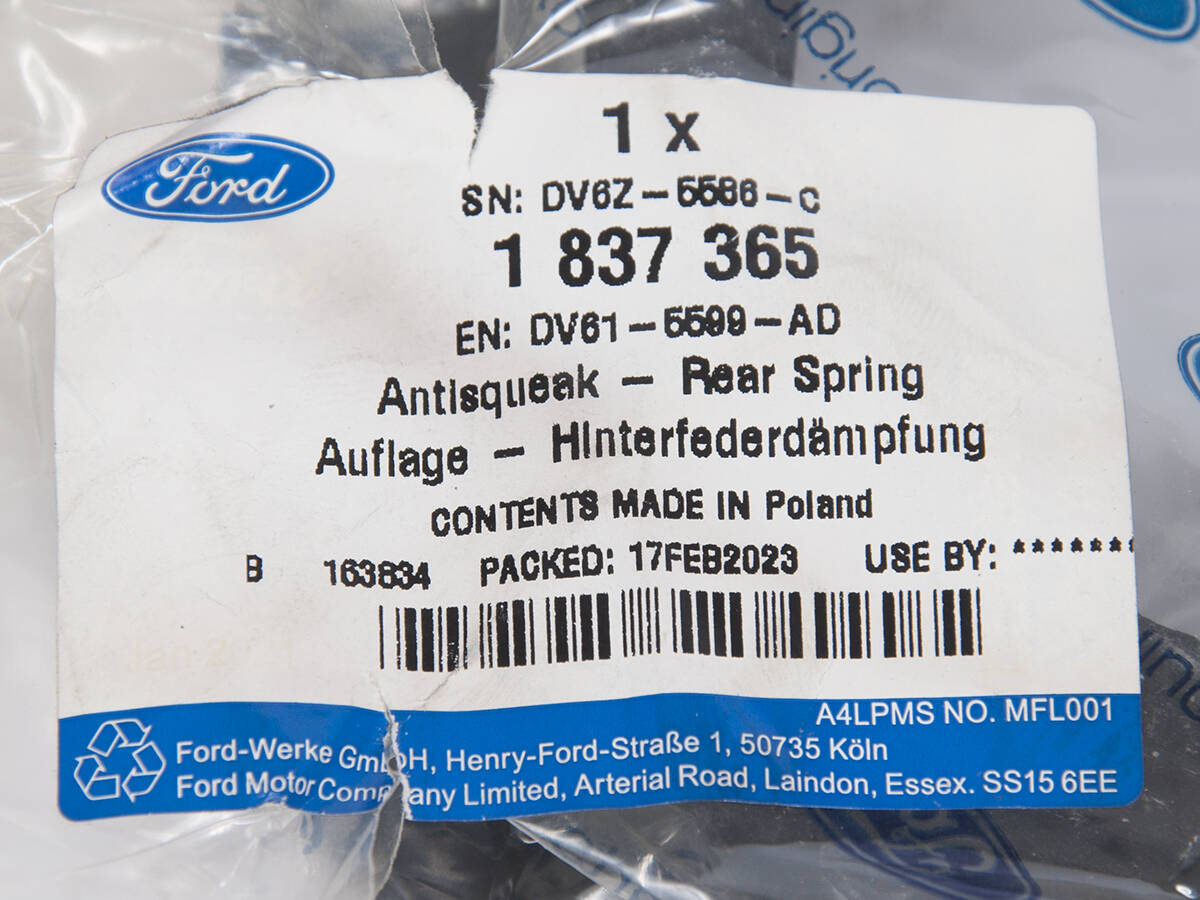 1 x
Ford
SN: DV6Z-5586-C
1 837 365
EN: DV61-5599-AD
Antisqueak - Rear Spring
Auflage - Hinterfederdämpfung
CONTENTS MADE IN Poland
B 163834 PACKED: 17FEB2023 USE BY: *******
A4LPMS NO. MFL001
Ford-Werke GmbH, Henry-Ford-Straße 1, 50735 Köln
Ford Motor Company Limited, Arterial Road, Laindon, Essex. SS15 6EE